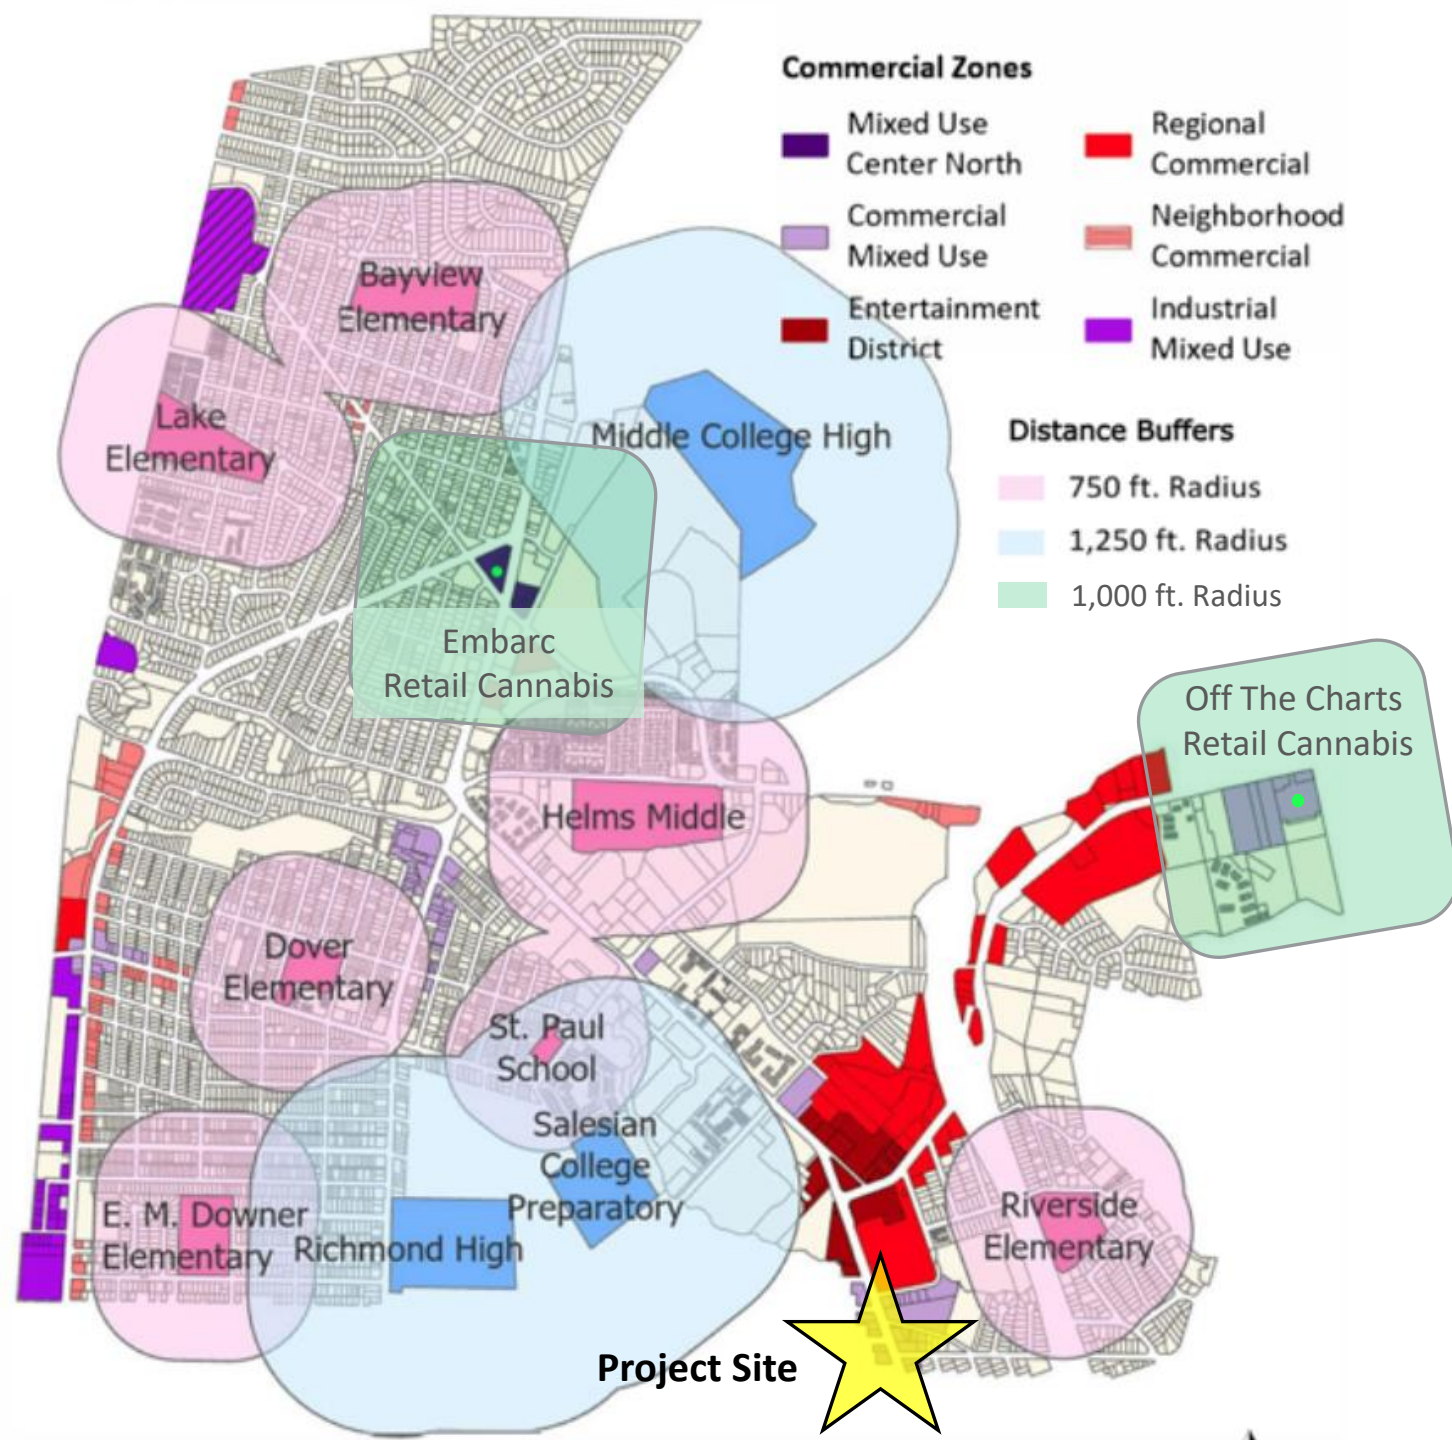 Commercial Zones
Mixed Use
Center North
Regional
Commercial
Commercial
Mixed Use
Neighborhood
Commercial
Entertainment
District
Industrial
Mixed Use
Distance Buffers
750 ft. Radius
1,250 ft. Radius
1,000 ft. Radius
Bayview
Elementary
Lake
Elementary
Middle College High
Embarc
Retail Cannabis
Off The Charts
Retail Cannabis
Helms Middle
Dover
Elementary
St. Paul
School
Salesian
College
Preparatory
E. M. Downer
Elementary
Richmond High
Riverside
Elementary
Project Site